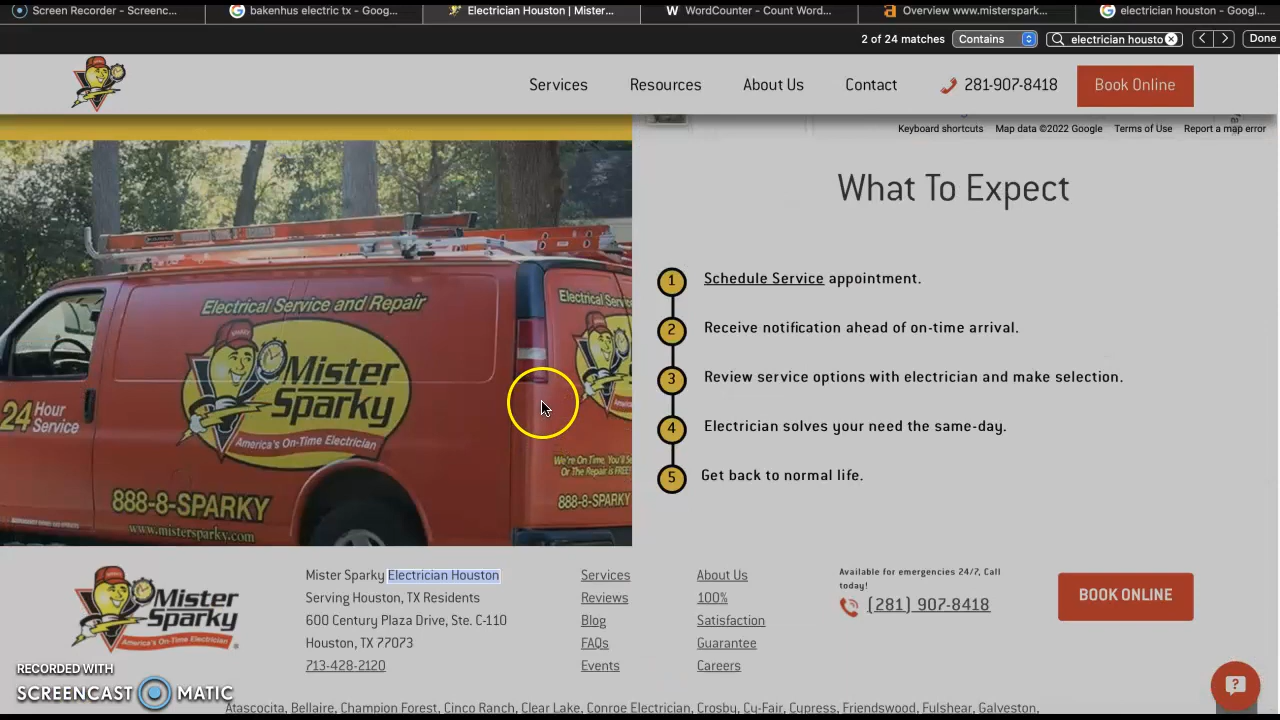 Screen Recorder - Screenc...
bakenhus electric tx - Goog...
Electrician Houston | Mister...
WordCounter - Count Word...
Overview www.misterspark...
electrician houston - Googl...
2 of 24 matches
Contains
electrician housto
Done
Services
Resources
About Us
Contact
281-907-8418
Book Online
Keyboard shortcuts
Map data ©2022 Google
Terms of Use
Report a map error
What To Expect
1
Schedule Service appointment.
2
Receive notification ahead of on-time arrival.
3
Review service options with electrician and make selection.
4
Electrician solves your need the same-day.
5
Get back to normal life.
Electrical Service and Repair
Mister
Sparky
America's On-Time Electrician
24 Hour
Service
888-8-SPARKY
www.mistersparky.com
Electrical Serv
We're On Time, You'll S
Or The Repair is FREE
888-8-SPARKY
Mister
Sparky
America's On-Time Electrician
Mister Sparky Electrician Houston
Serving Houston, TX Residents
600 Century Plaza Drive, Ste. C-110
Houston, TX 77073
713-428-2120
Services
Reviews
Blog
FAQs
Events
About Us
100%
Satisfaction
Guarantee
Careers
Available for emergencies 24/7, Call
today!
(281) 907-8418
BOOK ONLINE
RECORDED WITH
SCREENCAST MATIC
Atascocita, Bellaire, Champion Forest, Cinco Ranch, Clear Lake, Conroe Electrician, Crosby, Cy-Fair, Cypress, Friendswood, Fulshear, Galveston,